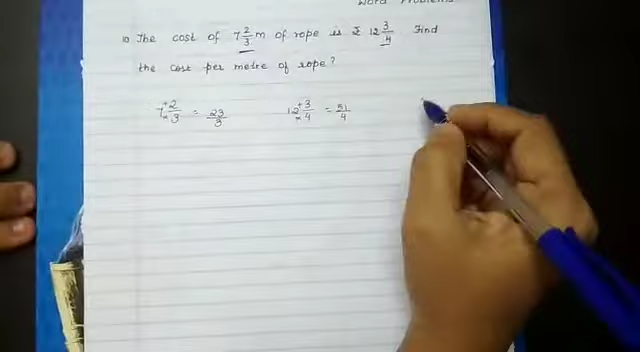 Word Problems
10 The cost of 7 2/3 m of rope is ₹ 12 3/4 Find
the cost per metre of rope?
7 2/3 = 23/3 12 3/4 = 51/4